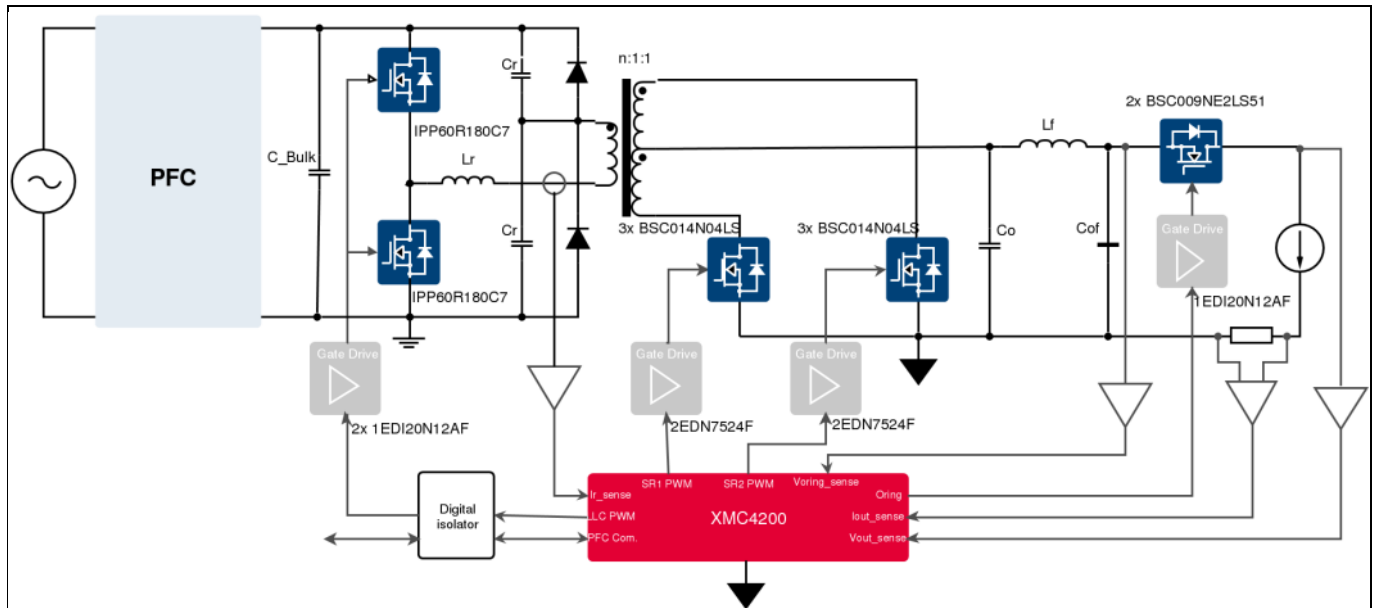 n:1:1
2x BSC009NE2LS51
Cr
IPP60R180C7
Lf
C_Bulk
Lr
PFC
3x BSC014N04LS
3x BSC014N04LS
Cr
Co
Cof
Gate Drive
IPP60R180C7
1EDI20N12AF
Gate Drive
Gate Drive
Gate Drive
2x 1EDI20N12AF
2EDN7524F
2EDN7524F
SR1 PWM
SR2 PWM
Voring_sense
Ir_sense
Oring
Digital
isolator
LLC PWM
XMC4200
Iout_sense
PFC Com.
Vout_sense